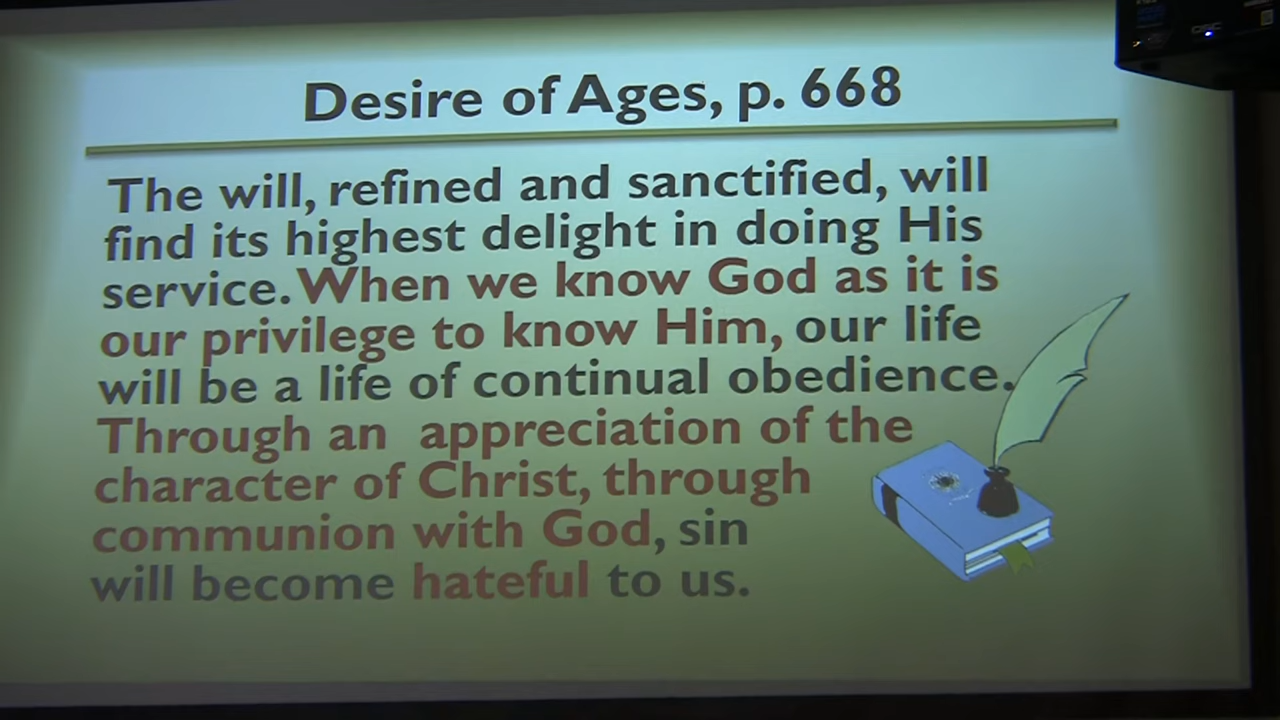 Desire of Ages, p. 668
The will, refined and sanctified, will
find its highest delight in doing His
service. When we know God as it is
our privilege to know Him, our life
will be a life of continual obedience.
Through an appreciation of the
character of Christ, through
communion with God, sin
will become hateful to us.